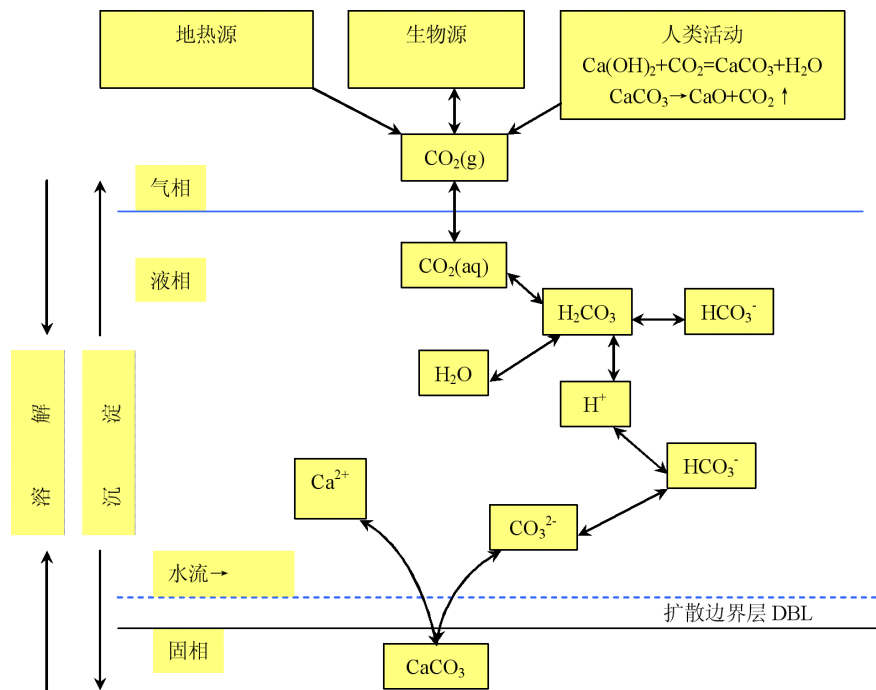 地热源
生物源
人类活动
Ca(OH)₂+CO₂=CaCO₃+H₂O
CaCO₃→CaO+CO₂↑
CO₂(g)
气相
CO₂(aq)
液相
H₂CO₃
HCO₃⁻
H₂O
H⁺
溶解
沉淀
HCO₃⁻
Ca²⁺
CO₃²⁻
水流→
扩散边界层 DBL
固相
CaCO₃